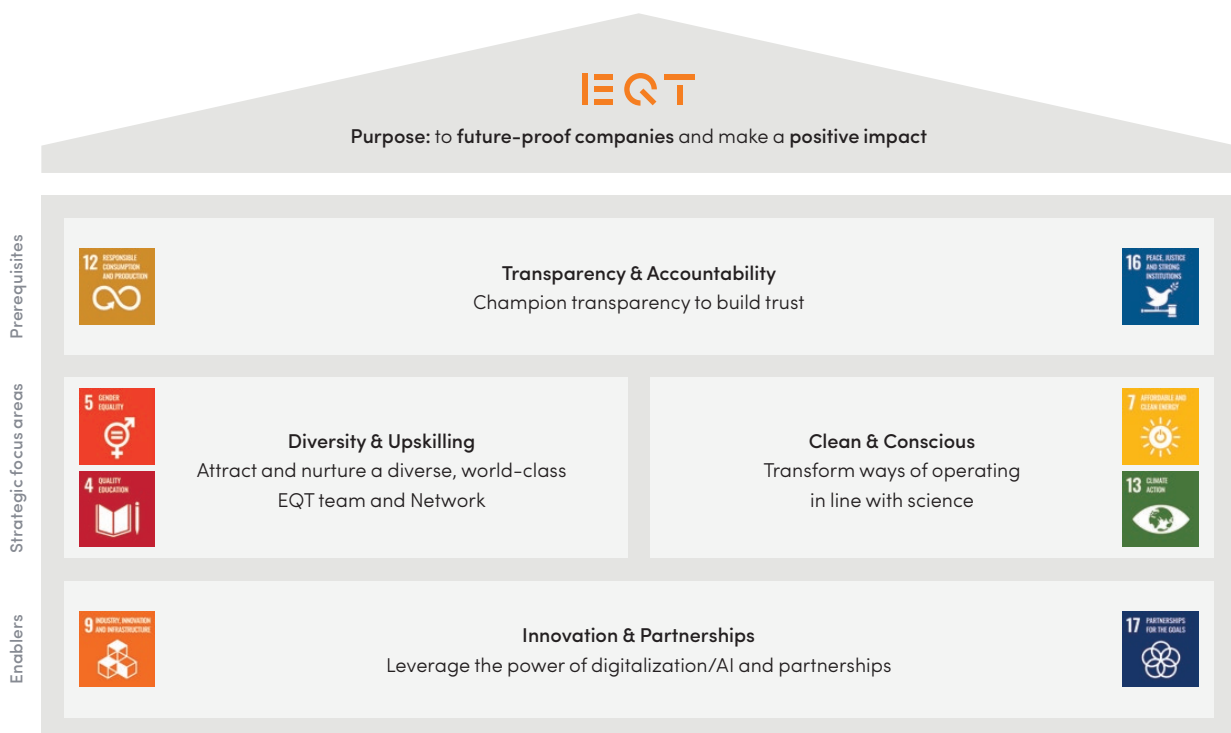 EQT
Purpose: to future-proof companies and make a positive impact
Prerequisites
12 RESPONSIBLE
CONSUMPTION
AND PRODUCTION
Transparency & Accountability
Champion transparency to build trust
16 PEACE, JUSTICE
AND STRONG
INSTITUTIONS
Strategic focus areas
5 GENDER
EQUALITY
4 QUALITY
EDUCATION
Diversity & Upskilling
Attract and nurture a diverse, world-class
EQT team and Network
Clean & Conscious
Transform ways of operating
in line with science
7 AFFORDABLE AND
CLEAN ENERGY
13 CLIMATE
ACTION
Enablers
9 INDUSTRY, INNOVATION
AND INFRASTRUCTURE
Innovation & Partnerships
Leverage the power of digitalization/AI and partnerships
17 PARTNERSHIPS
FOR THE GOALS